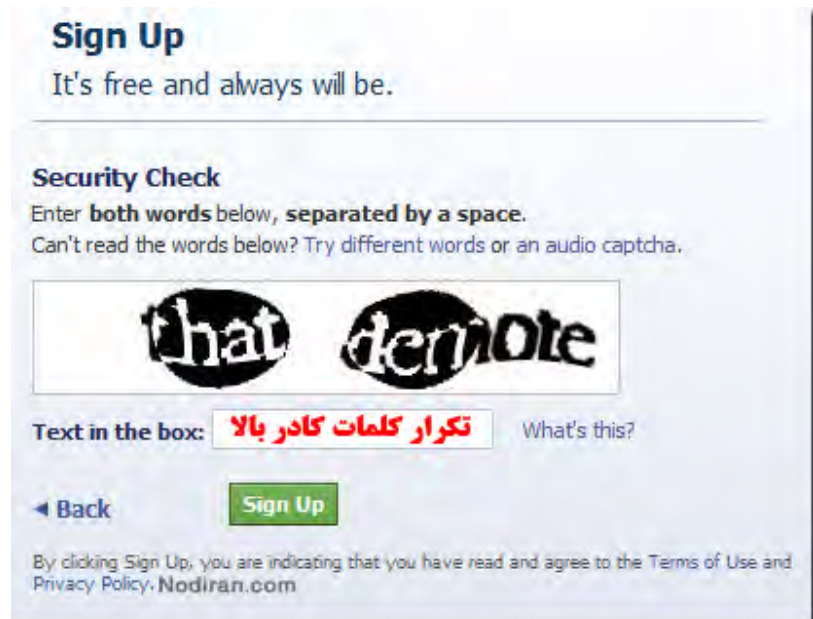 Sign Up
It's free and always will be.
Security Check
Enter both words below, separated by a space.
Can't read the words below? Try different words or an audio captcha.
that demote
Text in the box: تکرار کلمات کادر بالا What's this?
Back Sign Up
By clicking Sign Up, you are indicating that you have read and agree to the Terms of Use and
Privacy Policy. Nodiran.com